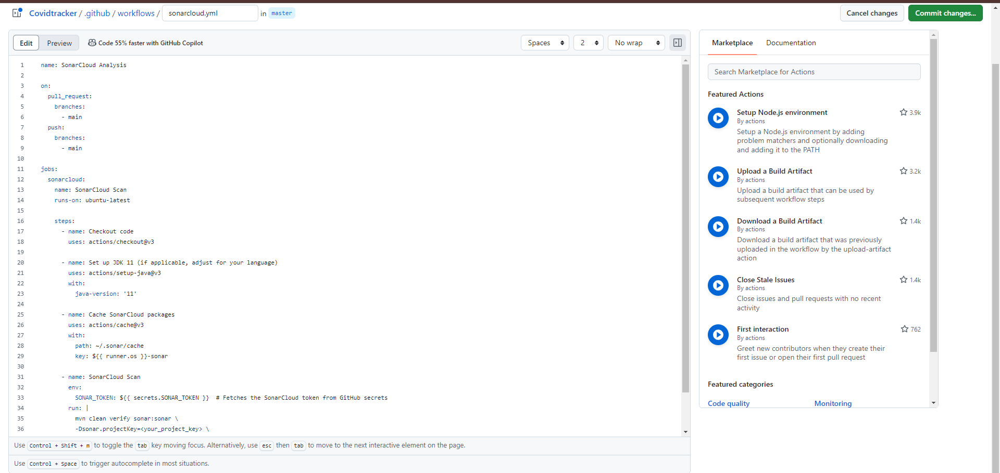 Covidtracker / .github / workflows / sonarcloud.yml in master
Cancel changes Commit changes...
Edit Preview Code 55% faster with GitHub Copilot Spaces 2 No wrap
1 name: SonarCloud Analysis
2
3 on:
4 pull_request:
5 branches:
6 - main
7 push:
8 branches:
9 - main
10
11 jobs:
12 sonarcloud:
13 name: SonarCloud Scan
14 runs-on: ubuntu-latest
15
16 steps:
17 - name: Checkout code
18 uses: actions/checkout@v3
19
20 - name: Set up JDK 11 (if applicable, adjust for your language)
21 uses: actions/setup-java@v3
22 with:
23 java-version: '11'
24
25 - name: Cache SonarCloud packages
26 uses: actions/cache@v3
27 with:
28 path: ~/.sonar/cache
29 key: ${{ runner.os }}-sonar
30
31 - name: SonarCloud Scan
32 env:
33 SONAR_TOKEN: ${{ secrets.SONAR_TOKEN }} # Fetches the SonarCloud token from GitHub secrets
34 run: |
35 mvn clean verify sonar:sonar \
36 -Dsonar.projectKey=<your_project_key> \
Use Control + Shift + m to toggle the tab key moving focus. Alternatively, use esc then tab to move to the next interactive element on the page.
Use Control + Space to trigger autocomplete in most situations.
Marketplace Documentation
Search Marketplace for Actions
Featured Actions
Setup Node.js environment 3.9k
By actions
Setup a Node.js environment by adding
problem matchers and optionally downloading
and adding it to the PATH
Upload a Build Artifact 3.2k
By actions
Upload a build artifact that can be used by
subsequent workflow steps
Download a Build Artifact 1.4k
By actions
Download a build artifact that was previously
uploaded in the workflow by the upload-artifact
action
Close Stale Issues 1.4k
By actions
Close issues and pull requests with no recent
activity
First interaction 762
By actions
Greet new contributors when they create their
first issue or open their first pull request
Featured categories
Code quality Monitoring